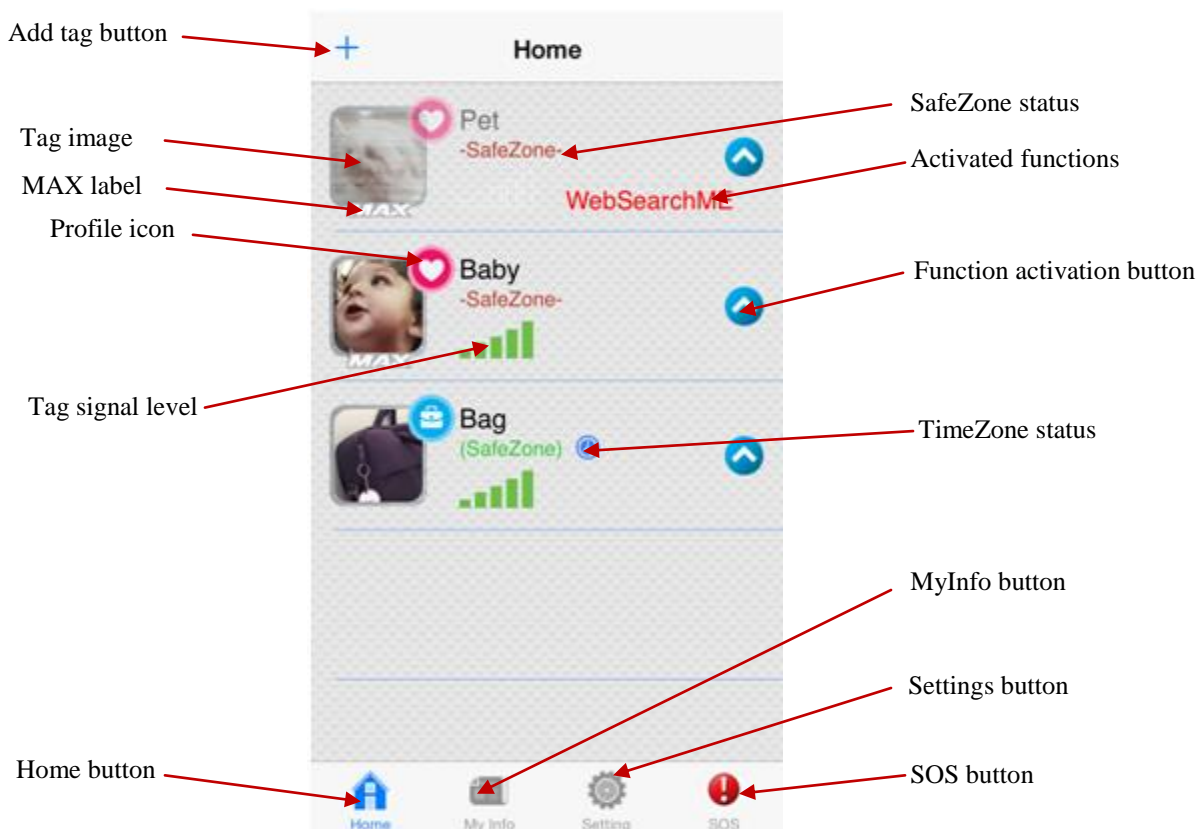 Add tag button
Home
Tag image
MAX label
Profile icon
Tag signal level
Home button
Pet
-SafeZone-
WebSearchME
MAX
Baby
-SafeZone-
MAX
Bag
(SafeZone)
SafeZone status
Activated functions
Function activation button
TimeZone status
MyInfo button
Settings button
SOS button
Home
My Info
Setting
SOS